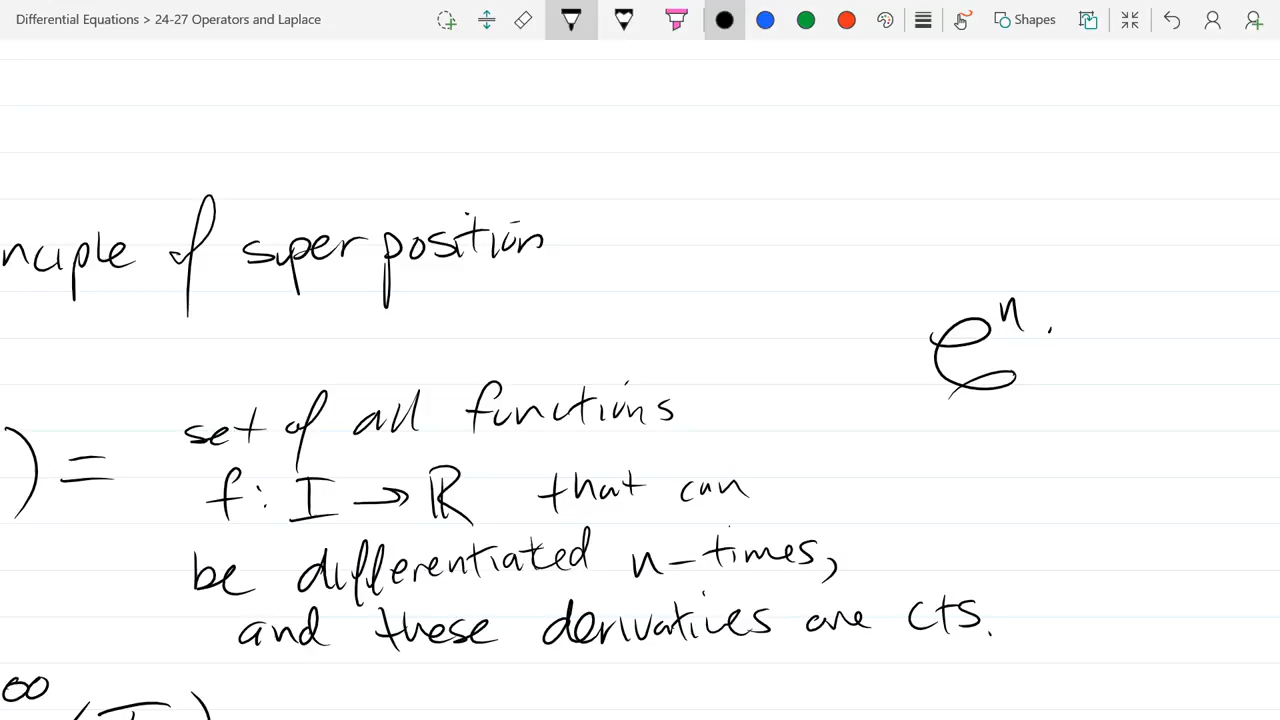 Differential Equations > 24-27 Operators and Laplace
Shapes
nciple of superposition
𝒞ⁿ.
) = set of all functions
f: I → ℝ that can
be differentiated n-times,
and these derivatives are cts.
∞
(I)